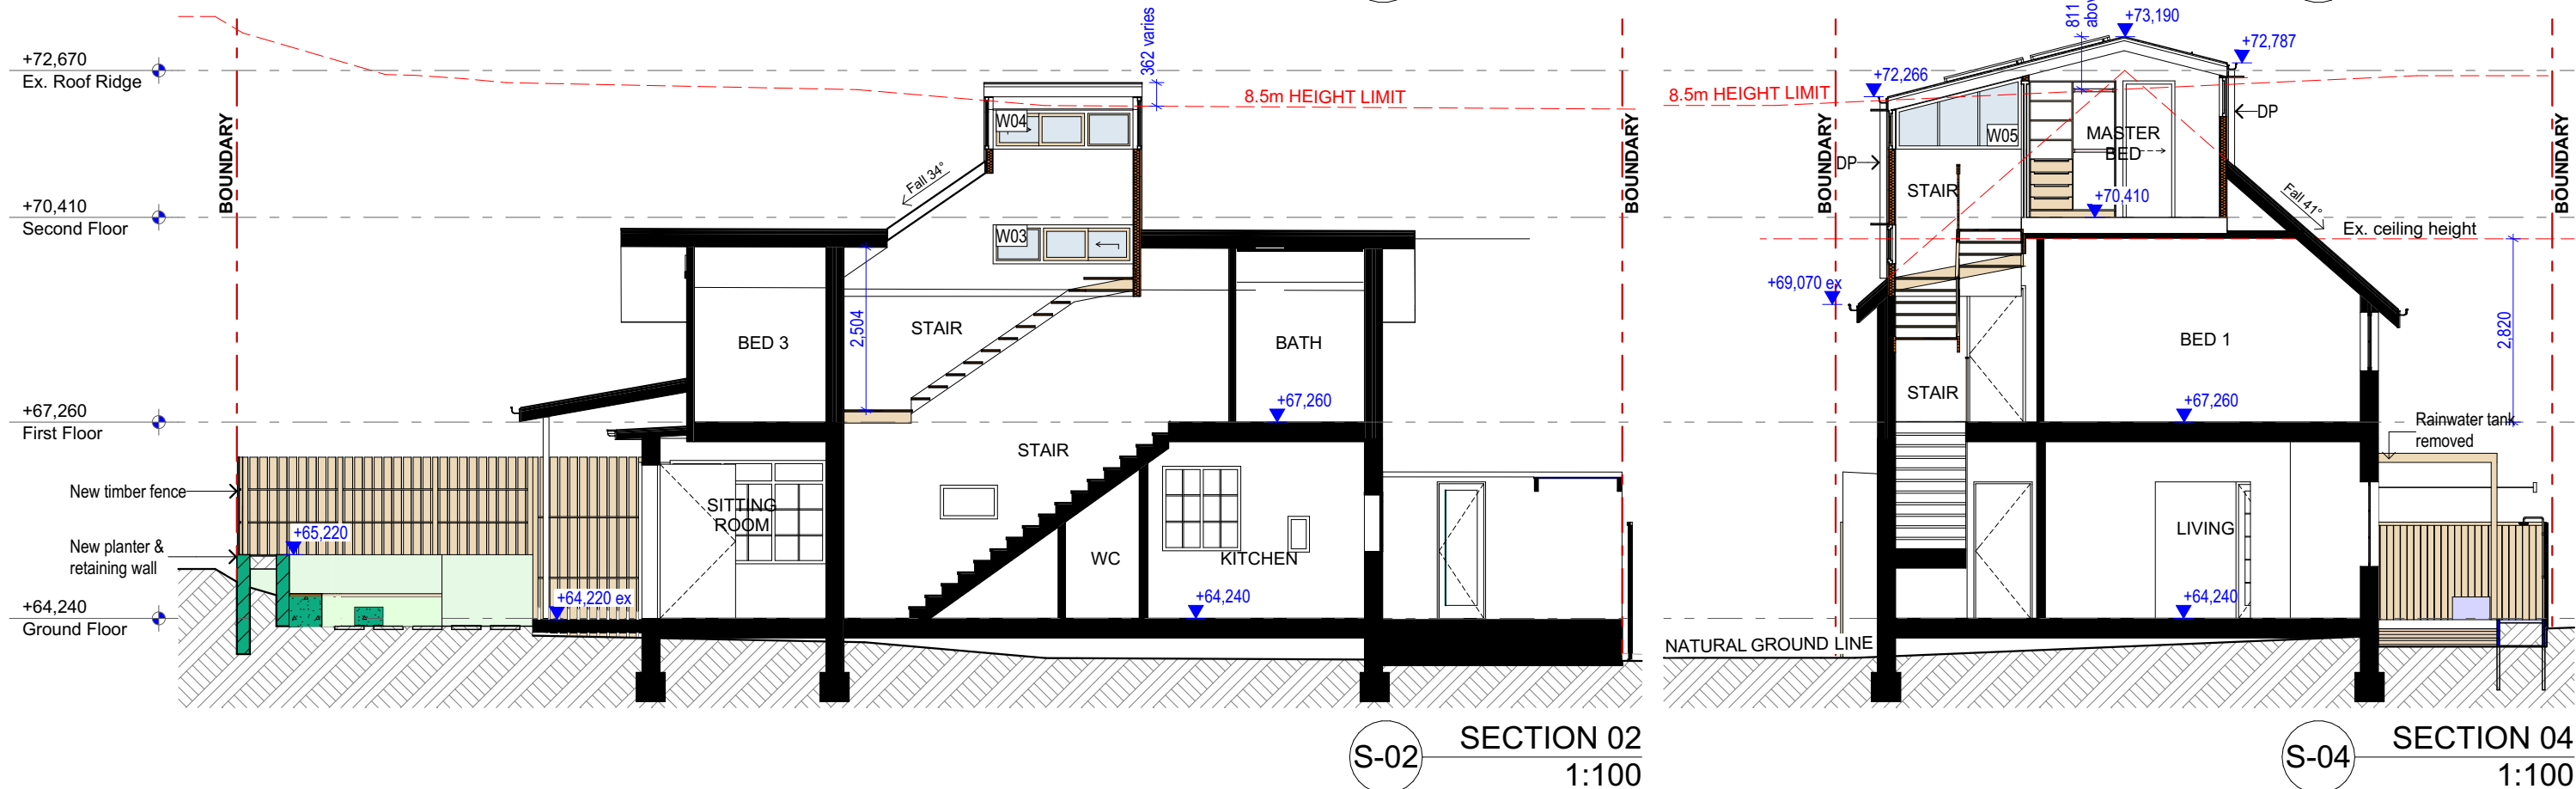 +72,670
Ex. Roof Ridge
+70,410
Second Floor
+67,260
First Floor
+64,240
Ground Floor
New timber fence
New planter &
retaining wall
BOUNDARY
+65,220
+64,220 ex
362 varies
8.5m HEIGHT LIMIT
W04
Fall 34°
W03
BED 3
2,504
STAIR
BATH
+67,260
STAIR
SITTING
ROOM
WC
KITCHEN
+64,240
BOUNDARY
SECTION 02
S-02
1:100
811
abov
+73,190
+72,787
+72,266
8.5m HEIGHT LIMIT
BOUNDARY
DP
W05
MASTER
BED
DP
STAIR
+70,410
Fall 41°
Ex. ceiling height
+69,070 ex
BED 1
2,820
STAIR
+67,260
Rainwater tank
removed
LIVING
+64,240
NATURAL GROUND LINE
BOUNDARY
SECTION 04
S-04
1:100